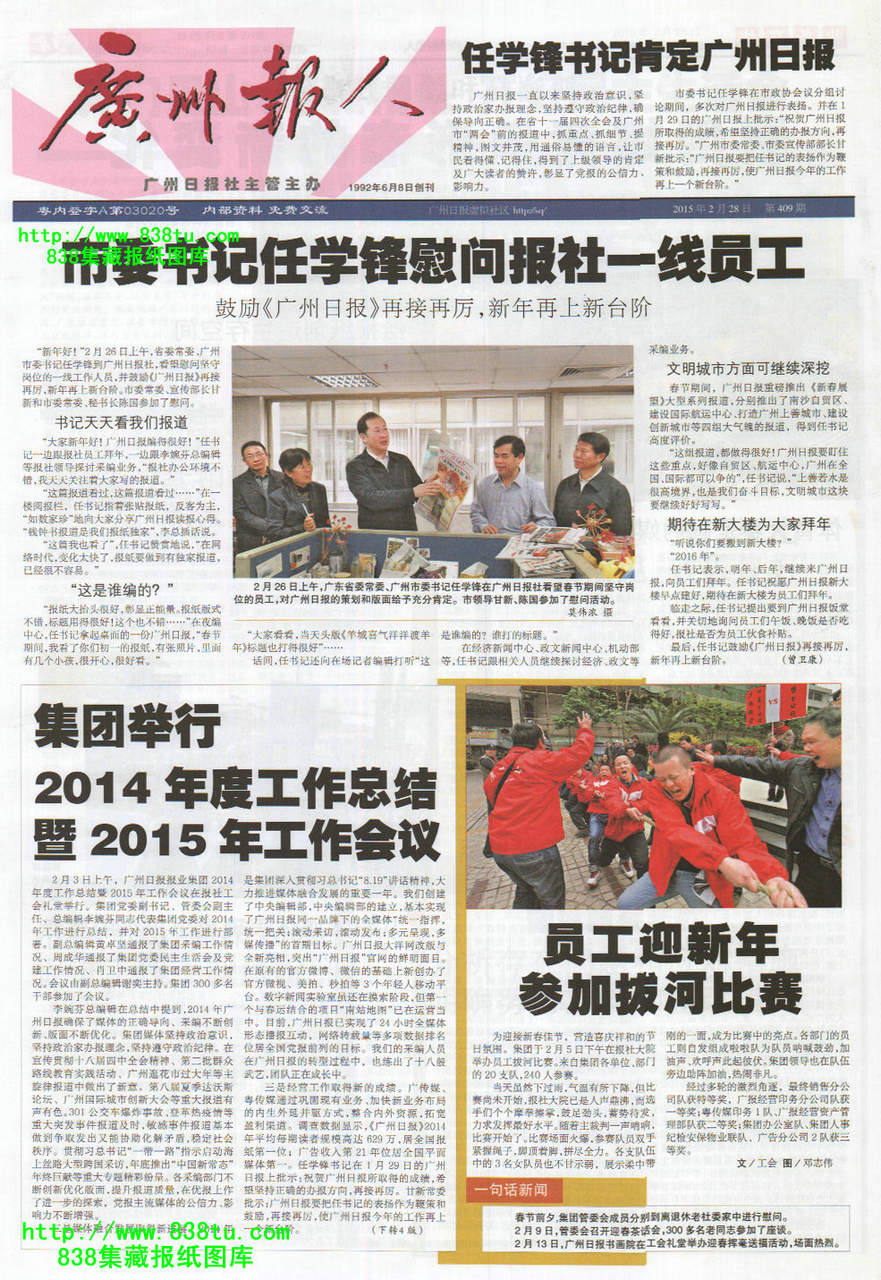 廣州報人
广州日报社主管主办
1992年6月8日创刊
任学锋书记肯定广州日报
广州日报一直以来坚持政治意识,坚
持政治家办报理念,坚持遵守政治纪律,确
保导向正确。在省十一届四次全会及广州
市“两会”前的报道中,抓重点、抓细节、提
精神,图文并茂,用通俗易懂的语言,让市
民看得懂,记得住,得到了上级领导的肯定
及广大读者的赞许,彰显了党报的公信力、
影响力。
市委书记任学锋在市政协会议分组讨
论期间,多次对广州日报进行表扬。并在1
月29日的广州日报上批示:“祝贺广州日报
所取得的成绩,希望坚持正确的办报方向,再
接再厉。”广州市委常委、市委宣传部部长甘
新批示:“广州日报要把任书记的表扬作为鞭
策和鼓励,再接再厉,使广州日报今年的工作
再上一个新台阶。”
粤内登字A第03020号
内部资料 免费交流
广州日报虚拟社区 http://sq/
2015年2月28日
第409期
http://www.838tu.com
838集藏报纸图库
市委书记任学锋慰问报社一线员工
鼓励《广州日报》再接再厉,新年再上新台阶
“新年好!”2月26日上午,省委常委、广州
市委书记任学锋到广州日报社,看望慰问坚守
岗位的一线工作人员,并鼓励《广州日报》再接
再厉,新年再上新台阶。市委常委、宣传部长甘
新和市委常委、秘书长陈国参加了慰问。
书记天天看我们报道
“大家新年好!广州日报编得很好!”任书
记一边跟报社员工拜年,一边跟李婉芬总编辑
等报社领导探讨采编业务,“报社办公环境不
错,我天天关注着大家写的报道。”
“这篇报道看过,这篇报道看过……”在一
楼阅报栏,任书记指着张贴报纸,反客为主,
“如数家珍”地向大家分享广州日报读报心得。
“钱钟书报道是我们报纸独家”,李总插话说。
“这篇我也看了”,任书记赞赏地说,“在网
络时代,变化太快了,报纸要做到有独家报道,
已经很不容易。”
“这是谁编的?”
“报纸大抬头很好,彰显正能量,报纸版式
不错,标题用得很好!这个也不错……”在夜编
中心,任书记拿起桌面的一份广州日报,“春节
期间,我看了你们初一的报纸,有张照片,里面
有几个小孩,很开心,很好看。”
2月26日上午,广东省委常委、广州市委书记任学锋在广州日报社看望春节期间坚守岗
位的员工,对广州日报的策划和版面给予充分肯定。市领导甘新、陈国参加了慰问活动。
莫伟浓 摄
“大家看看,当天头版《羊城喜气洋洋渡羊
年》标题也打得很好……”
话间,任书记还向在场记者编辑打听“这
是谁编的?谁打的标题。”
在经济新闻中心、政文新闻中心、机动部
等,任书记跟相关人员继续探讨经济、政文等
采编业务。
文明城市方面可继续深挖
春节期间,广州日报重磅推出《新春展
望》大型系列报道,分别推出了南沙自贸区、
建设国际航运中心、打造广州上善城市、建设
创新城市等四组大气魄的报道,得到任书记
高度评价。
“这组报道,都做得很好!广州日报要盯住
这些重点,好像自贸区,航运中心,广州在全
国、国际都可以争的”,任书记说,“上善若水是
很高境界,也是我们奋斗目标,文明城市这块
要继续好好写写。”
期待在新大楼为大家拜年
“听说你们要搬到新大楼?”
“2016年”。
任书记表示,明年、后年,继续来广州日
报,向员工们拜年。任书记祝愿广州日报新大
楼早点建好,期待在新大楼为员工们拜年。
临走之际,任书记提出要到广州日报饭堂
看看,并关切地询问员工们午饭、晚饭是否吃
得好,报社是否为员工伙食补贴。
最后,任书记鼓励《广州日报》再接再厉,
新年再上新台阶。
(曾卫康)
集团举行
2014年度工作总结
暨2015年工作会议
2月3日上午,广州日报报业集团2014
年度工作总结暨2015年工作会议在报社工
会礼堂举行。集团党委副书记、管委会副主
任、总编辑李婉芬同志代表集团党委对2014
年工作进行总结,并对2015年工作进行部
署。副总编辑黄卓坚通报了集团采编工作情
况、周成华通报了集团党委民主生活会及党
建工作情况、肖卫中通报了集团经营工作情
况。会议由副总编辑谢奕主持。集团300多名
干部参加了会议。
李婉芬总编辑在总结中提到,2014年广
州日报确保了媒体的正确导向、采编不断创
新、版面不断优化。集团媒体坚持政治意识,
坚持政治家办报理念,坚持遵守政治纪律。在
宣传贯彻十八届四中全会精神、第二批群众
路线教育实践活动、广州迤花市过大年等主
旋律报道中做出了新意。第八届夏季达沃斯
论坛、广州国际城市创新大会等重大报道有
声有色。301公交车爆炸事故、登革热疫情等
重大突发事件报道及时、敏感事件报道基本
做到争取发出又能协助化解矛盾,稳定社会
秩序。贯彻习总书记“一带一路”指示启动海
上丝路大型跨国采访,年底推出“中国新常态”
年终巨献等重大专题精彩纷呈。各采编部门不
断创新优化版面,提升报道质量,在优报上作
了进一步的探索,党报主流媒体的公信力、影
响力不断增强。
是集团深入贯彻习总书记“8.19”讲话精神,大
力推进媒体融合发展的重要一年。我们创建
了中央编辑部,中央编辑部的建立,基本实现
了广州日报同一品牌下的全媒体“统一指挥,
统一把关;滚动采访,滚动发布;多元呈现,多
媒传播”的首期目标。广州日报大洋网改版与
全新亮相,突出“广州日报”官网的鲜明面目。
在原有的官方微博、微信的基础上新创办了
官方微视、美拍、秒拍等3个年轻人移动平
台。数字新闻实验室虽还在摸索阶段,但第一
个与春运结合的项目“南站地图”已在运营当
中。目前,广州日报已实现了24小时全媒体
形态播报互动,网络转载量等多项数据排名
位居全国党报前列的目标。我们的采编人员
在广州日报的转型过程中,也练出了十八般
武艺,团队正在成长中。
三是经营工作取得新的成绩。广传媒、
粤传媒通过巩固现有业务、加快新业务布局
的内生外延并驱方式,整合内外资源,拓宽
盈利渠道。调查数据显示,《广州日报》2014
年平均每期读者规模高达629万,居全国报
纸第一位;广告收入第21年位居全国平面
媒体第一。任学锋书记在1月29日的广州日
报上批示:祝贺广州日报所取得的成绩,希
望坚持正确的办报方向,再接再厉。甘新常委
批示:广州日报要把任书记的表扬作为鞭策
和鼓励,再接再厉,使广州日报今年的工作再上
一个新台阶。
(下转4版)
VS
员工迎新年
参加拔河比赛
为迎接新春佳节,营造喜庆祥和的节
日氛围。集团于2月5日下午在报社大院
举办员工拔河比赛。来自集团各单位、部门
的20支队,240人参赛。
当天虽然下过雨,气温有所下降,但比
赛尚未开始,报社大院已是人声鼎沸,而选
手们个个摩拳擦掌,鼓足劲头,蓄势待发,
力求发挥最好水平。随着主裁判一声哨响,
比赛开始了。比赛场面火爆,参赛队员双手
紧握绳子,脚顶着脚,拼尽全力。各支队伍
中的3名女队员也不甘示弱,展示柔中带
刚的一面,成为比赛中的亮点。各部门的员
工则自发组成啦啦队为队员呐喊鼓劲,加
油声、欢呼声此起彼伏。集团领导也在队伍
旁边助阵加油,热闹非凡。
经过多轮的激烈角逐,最终销售分公
司队获特等奖,广报经营印务分公司队获
一等奖;粤传媒印务1队、广报经营资产管
理部队获二等奖;集团办公室队、集团人事
纪检安保物业联队、广告分公司2队获三
等奖。
文/工会 图/邓志伟
一句话新闻
春节前夕,集团管委会成员分别到离退休老社委家中进行慰问。
2月9日,管委会召开迎春茶话会,300多名老同志参加了座谈。
2月13日,广州日报书画院在工会礼堂举办迎春挥毫送福活动,场面热烈。
http://www.838tu.com
838集藏报纸图库